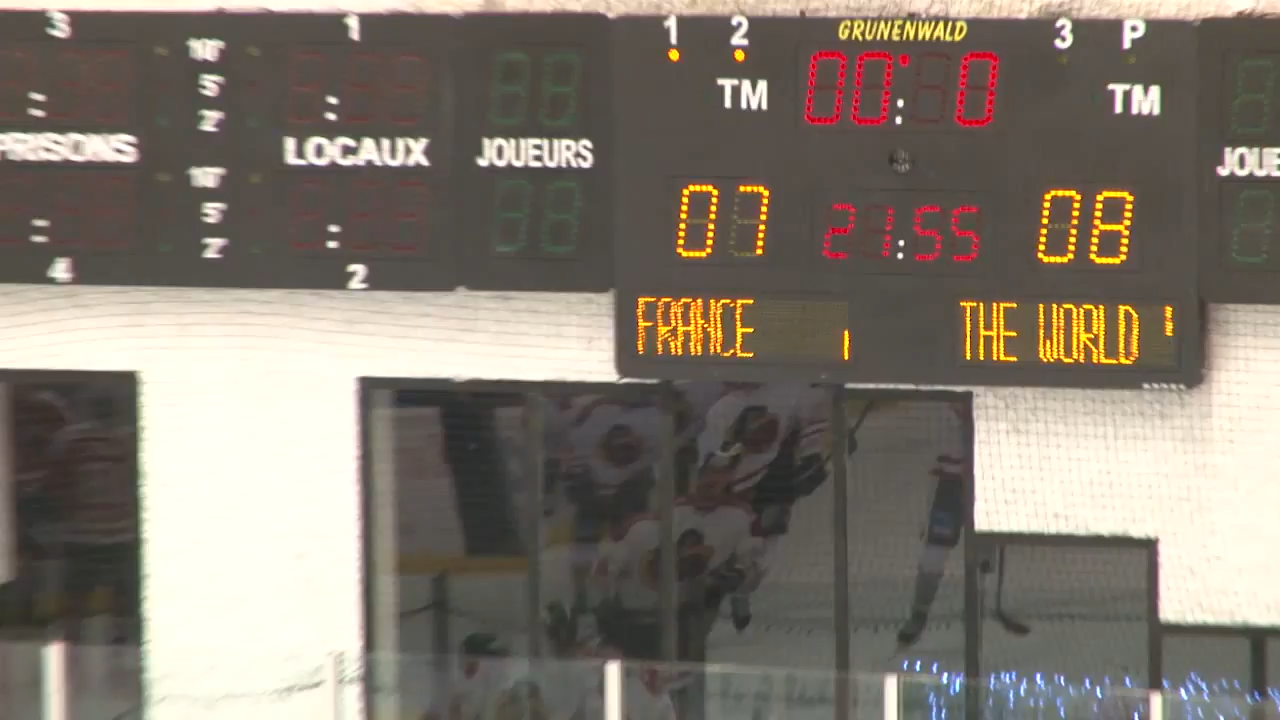 3 1 1 2 GRUNENWALD 3 P
10' 5' 2' TM 00:0 TM
PRISONS LOCAUX JOUEURS JOUE
10' 5' 2' 07 21:55 08
4 2
FRANCE THE WORLD